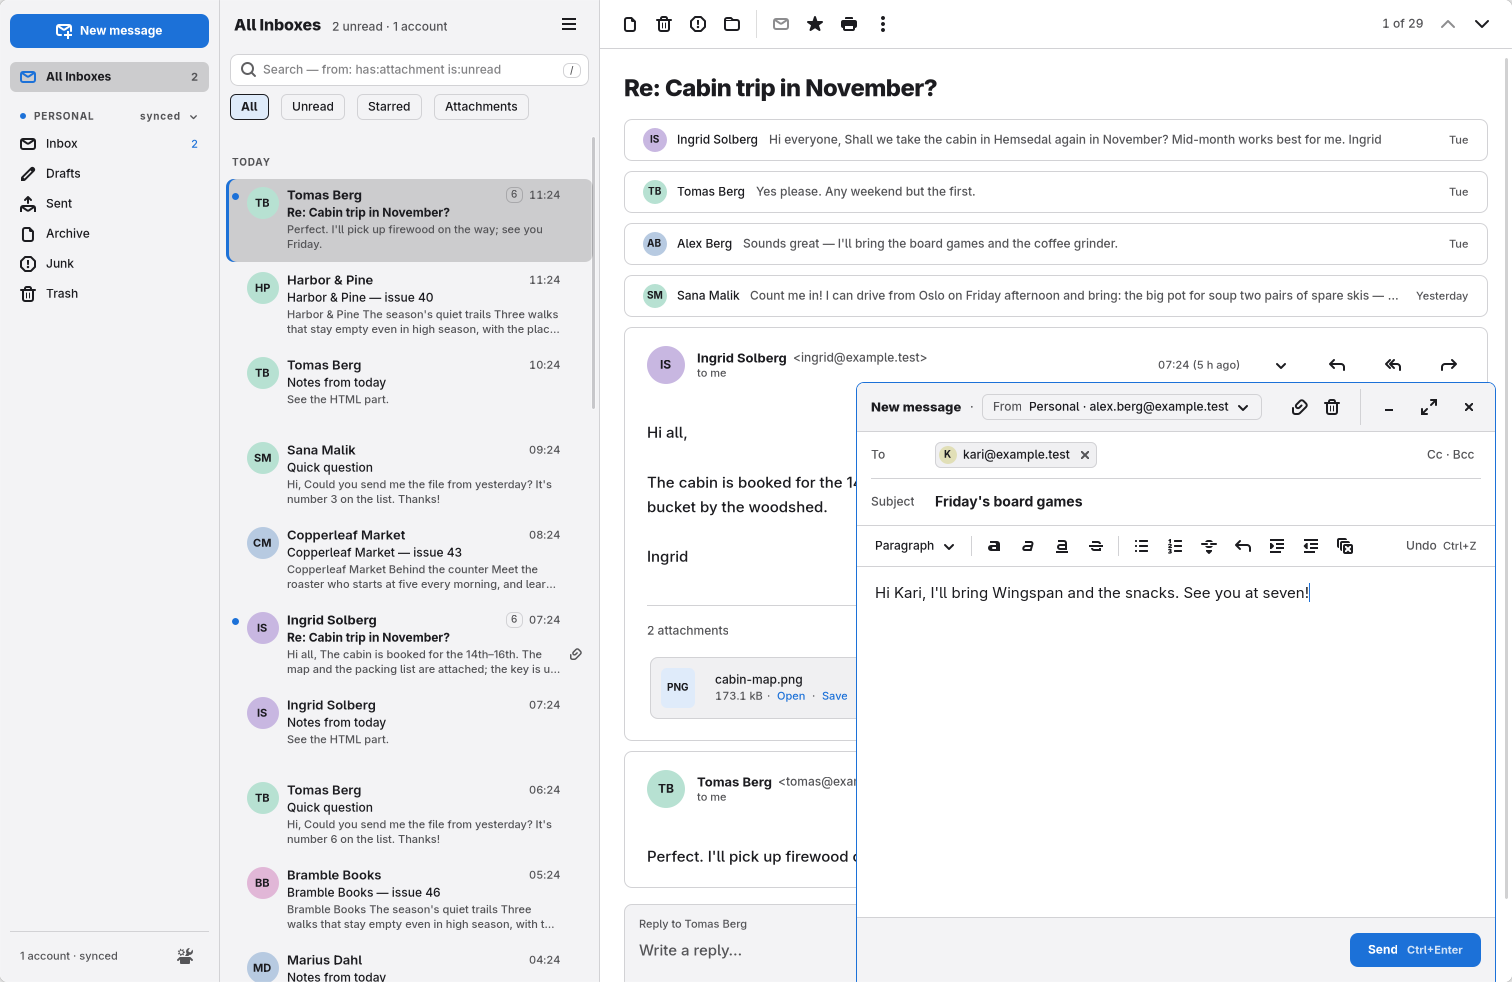 New message
All Inboxes 2
PERSONAL synced
Inbox 2
Drafts
Sent
Archive
Junk
Trash
1 account · synced
All Inboxes 2 unread · 1 account
Search — from: has:attachment is:unread /
All Unread Starred Attachments
TODAY
TB Tomas Berg 6 11:24
Re: Cabin trip in November?
Perfect. I'll pick up firewood on the way; see you
Friday.
HP Harbor & Pine 11:24
Harbor & Pine — issue 40
Harbor & Pine The season's quiet trails Three walks
that stay empty even in high season, with the plac...
TB Tomas Berg 10:24
Notes from today
See the HTML part.
SM Sana Malik 09:24
Quick question
Hi, Could you send me the file from yesterday? It's
number 3 on the list. Thanks!
CM Copperleaf Market 08:24
Copperleaf Market — issue 43
Copperleaf Market Behind the counter Meet the
roaster who starts at five every morning, and lear...
IS Ingrid Solberg 6 07:24
Re: Cabin trip in November?
Hi all, The cabin is booked for the 14th–16th. The
map and the packing list are attached; the key is u...
IS Ingrid Solberg 07:24
Notes from today
See the HTML part.
TB Tomas Berg 06:24
Quick question
Hi, Could you send me the file from yesterday? It's
number 6 on the list. Thanks!
BB Bramble Books 05:24
Bramble Books — issue 46
Bramble Books The season's quiet trails Three
walks that stay empty even in high season, with t...
MD Marius Dahl 04:24
Notes from today
1 of 29
Re: Cabin trip in November?
IS Ingrid Solberg Hi everyone, Shall we take the cabin in Hemsedal again in November? Mid-month works best for me. Ingrid Tue
TB Tomas Berg Yes please. Any weekend but the first. Tue
AB Alex Berg Sounds great — I'll bring the board games and the coffee grinder. Tue
SM Sana Malik Count me in! I can drive from Oslo on Friday afternoon and bring: the big pot for soup two pairs of spare skis — ... Yesterday
IS Ingrid Solberg <ingrid@example.test> 07:24 (5 h ago)
to me
Hi all,
The cabin is booked for the 14
bucket by the woodshed.
Ingrid
2 attachments
PNG cabin-map.png
173.1 kB · Open · Save
TB Tomas Berg <tomas@exa
to me
Perfect. I'll pick up firewood
Reply to Tomas Berg
Write a reply...
New message · From Personal · alex.berg@example.test
To K kari@example.test Cc · Bcc
Subject Friday's board games
Paragraph a a a Undo Ctrl+Z
Hi Kari, I'll bring Wingspan and the snacks. See you at seven!
Send Ctrl+Enter